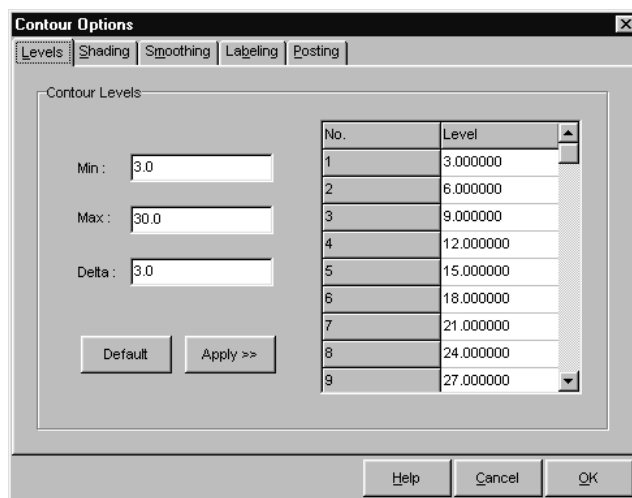 Contour Options
Levels Shading Smoothing Labeling Posting
Contour Levels
Min : 3.0
Max : 30.0
Delta : 3.0
Default Apply >>
No. Level
1 3.000000
2 6.000000
3 9.000000
4 12.000000
5 15.000000
6 18.000000
7 21.000000
8 24.000000
9 27.000000
Help Cancel OK